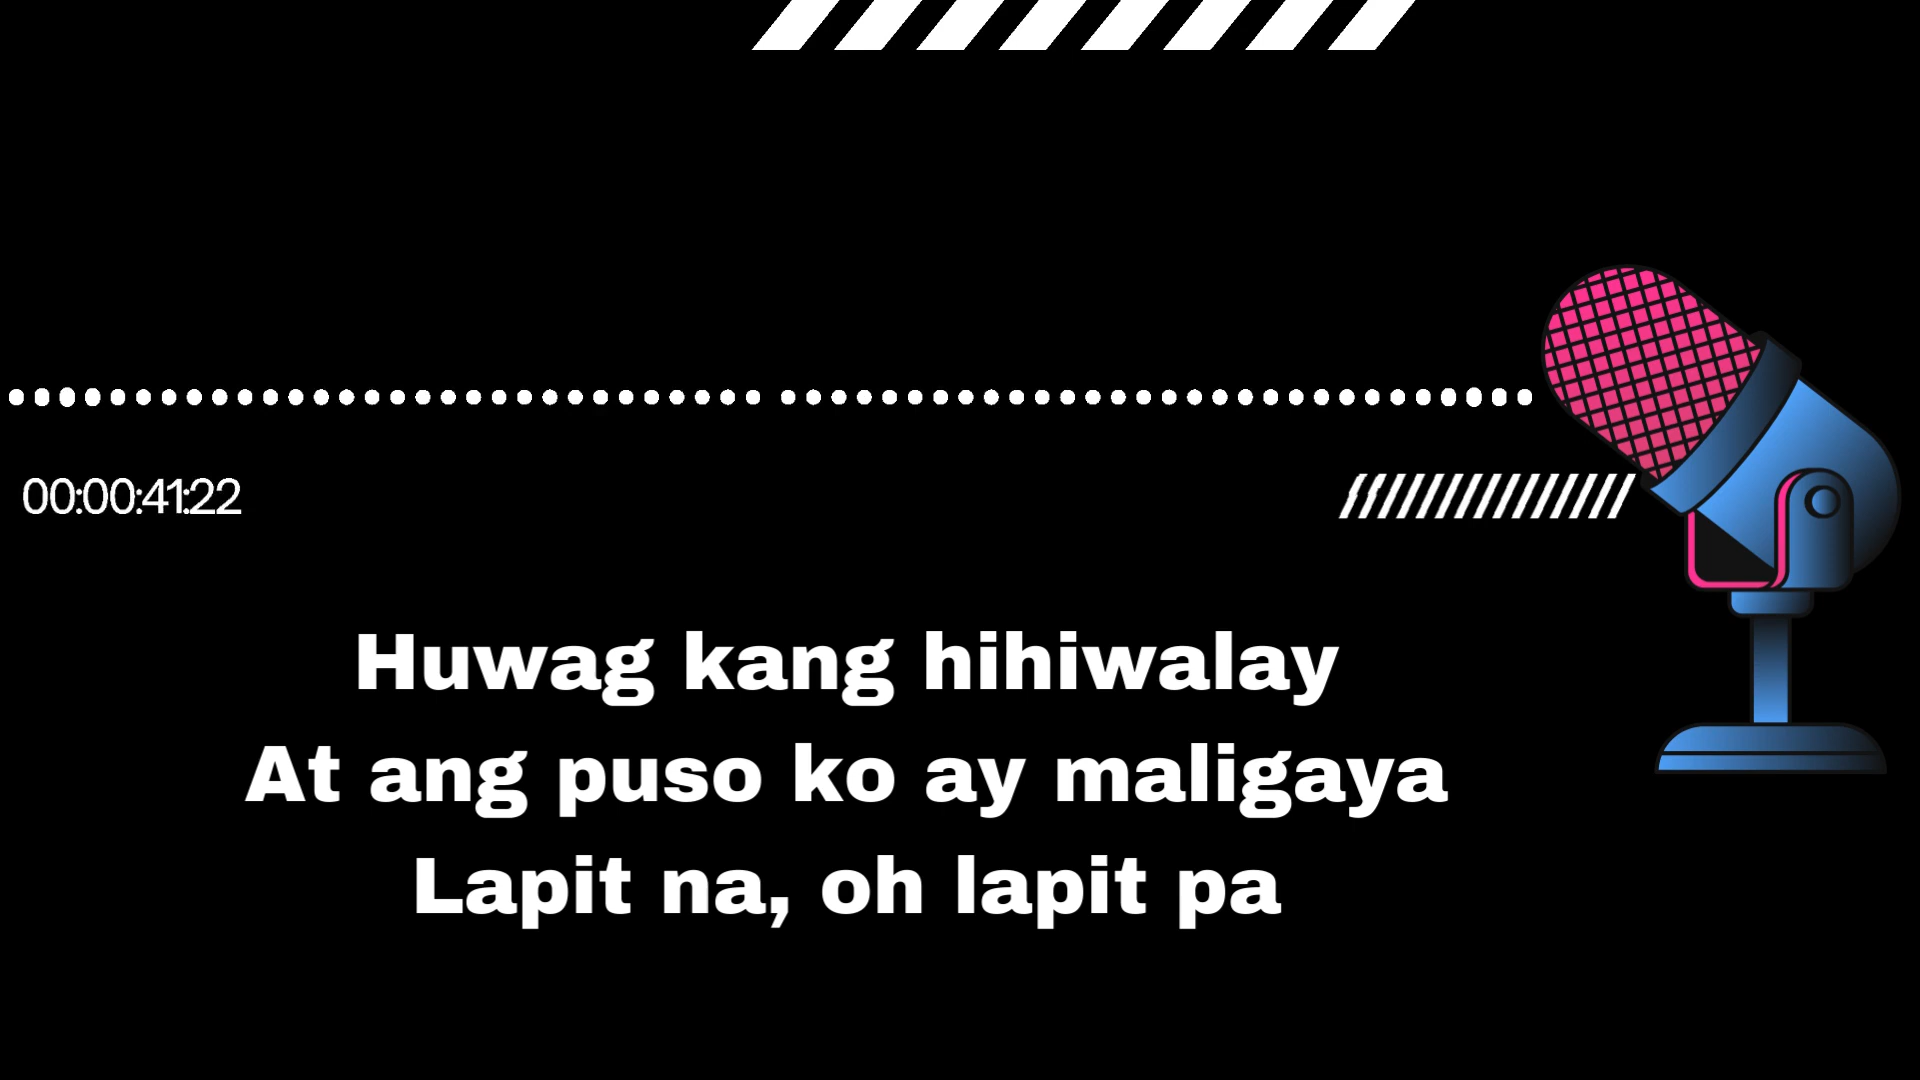 00:00:41:22
Huwag kang hihiwalay
At ang puso ko ay maligaya
Lapit na, oh lapit pa